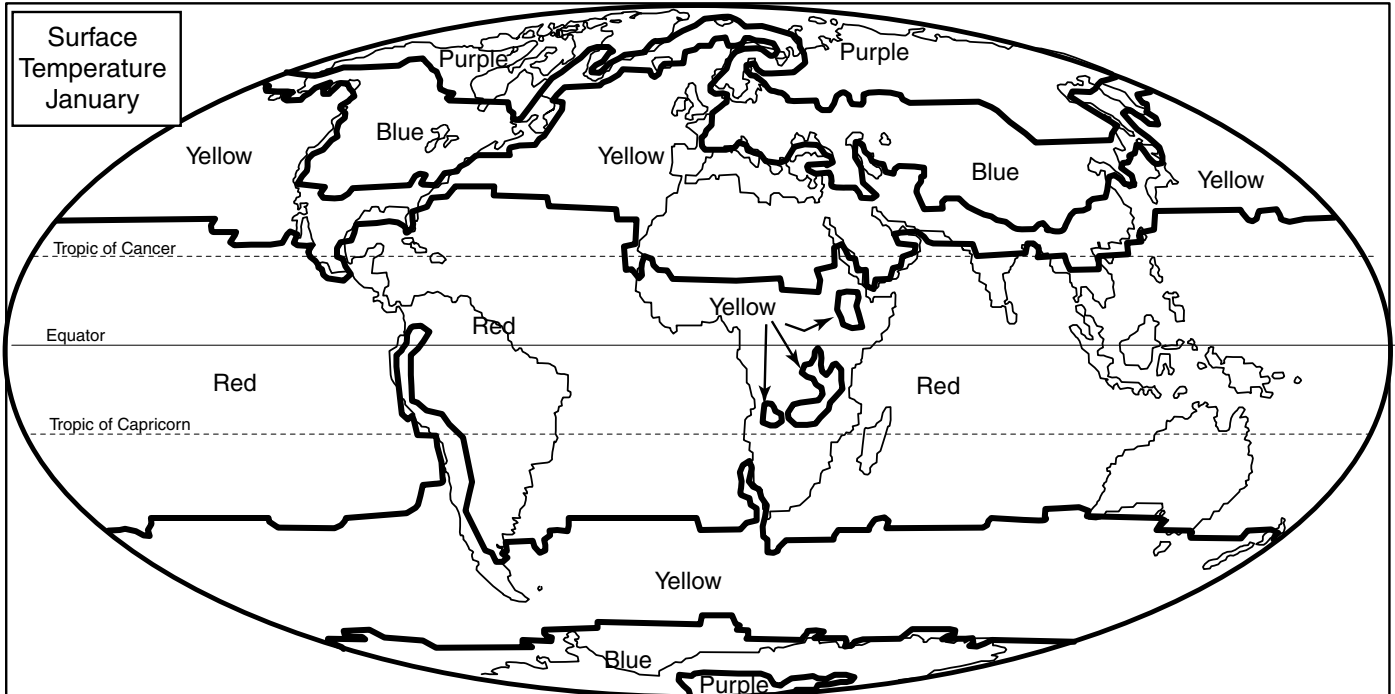 Surface
Temperature
January
Purple
Purple
Blue
Yellow
Yellow
Blue
Yellow
Tropic of Cancer
Yellow
Red
Equator
Red
Red
Tropic of Capricorn
Yellow
Blue
Purple